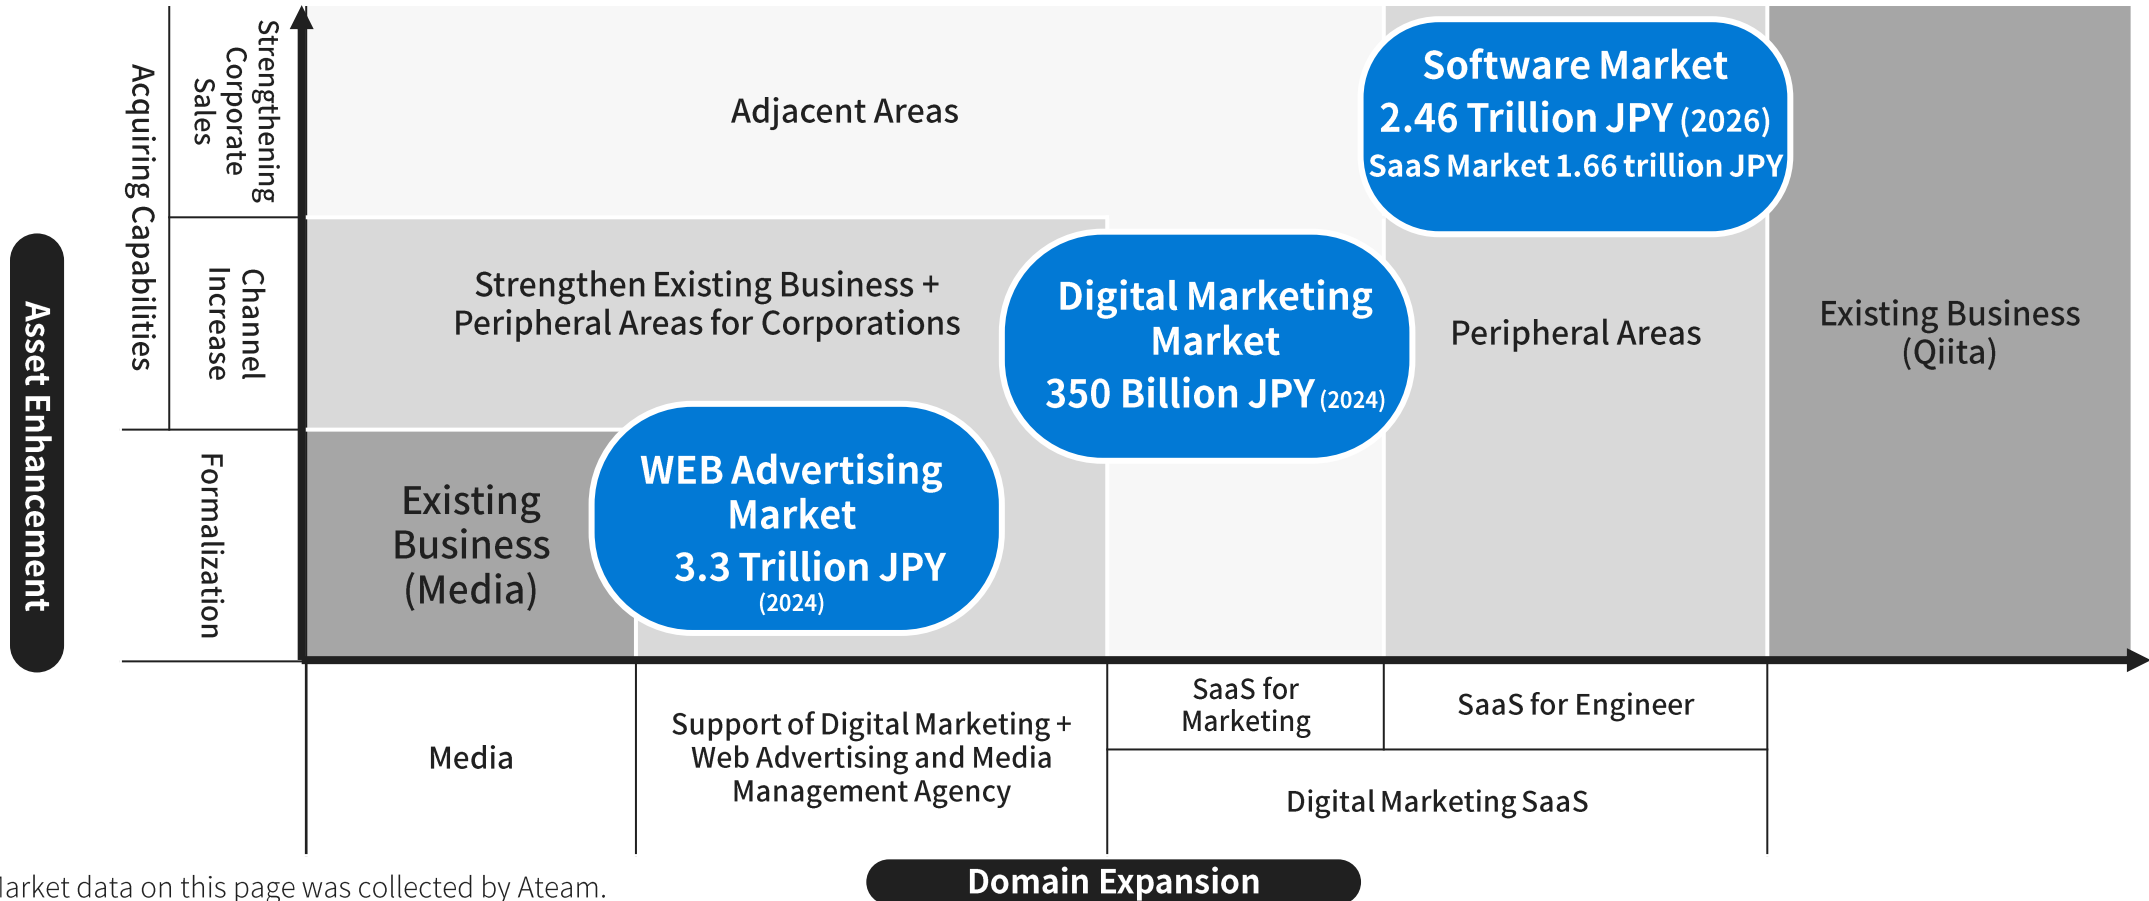 Asset Enhancement
Acquiring Capabilities
Strengthening
Corporate
Sales
Channel
Increase
Formalization
Adjacent Areas
Software Market
2.46 Trillion JPY (2026)
SaaS Market 1.66 trillion JPY
Strengthen Existing Business +
Peripheral Areas for Corporations
Digital Marketing
Market
350 Billion JPY (2024)
Peripheral Areas
Existing Business
(Qiita)
Existing
Business
(Media)
WEB Advertising
Market
3.3 Trillion JPY
(2024)
Media
Support of Digital Marketing +
Web Advertising and Media
Management Agency
SaaS for
Marketing
SaaS for Engineer
Digital Marketing SaaS
Domain Expansion
data on this page was collected by Ateam.